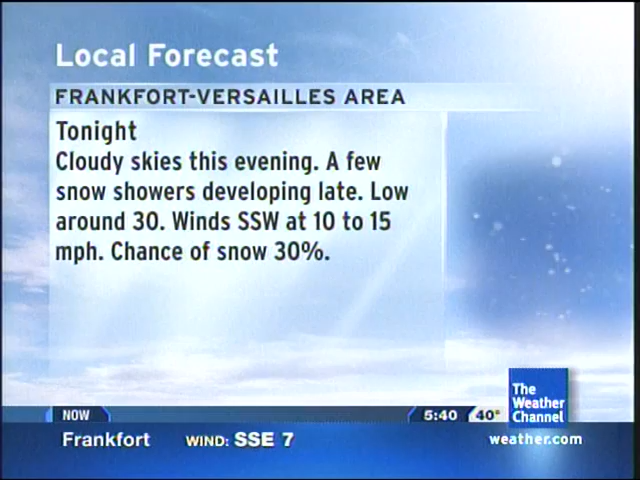 Local Forecast
FRANKFORT-VERSAILLES AREA
Tonight
Cloudy skies this evening. A few
snow showers developing late. Low
around 30. Winds SSW at 10 to 15
mph. Chance of snow 30%.
The
Weather
Channel
NOW
5:40 40°
Frankfort WIND: SSE 7
weather.com